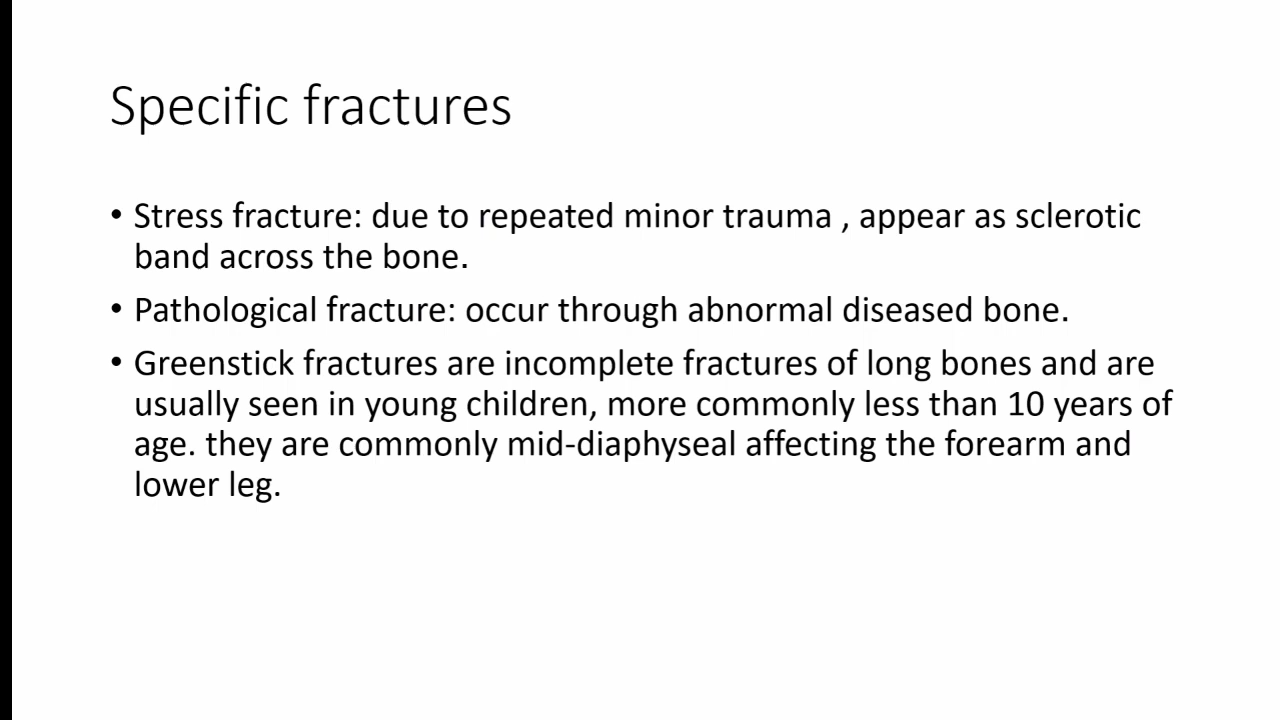 Specific fractures
• Stress fracture: due to repeated minor trauma , appear as sclerotic
band across the bone.
• Pathological fracture: occur through abnormal diseased bone.
• Greenstick fractures are incomplete fractures of long bones and are
usually seen in young children, more commonly less than 10 years of
age. they are commonly mid-diaphyseal affecting the forearm and
lower leg.